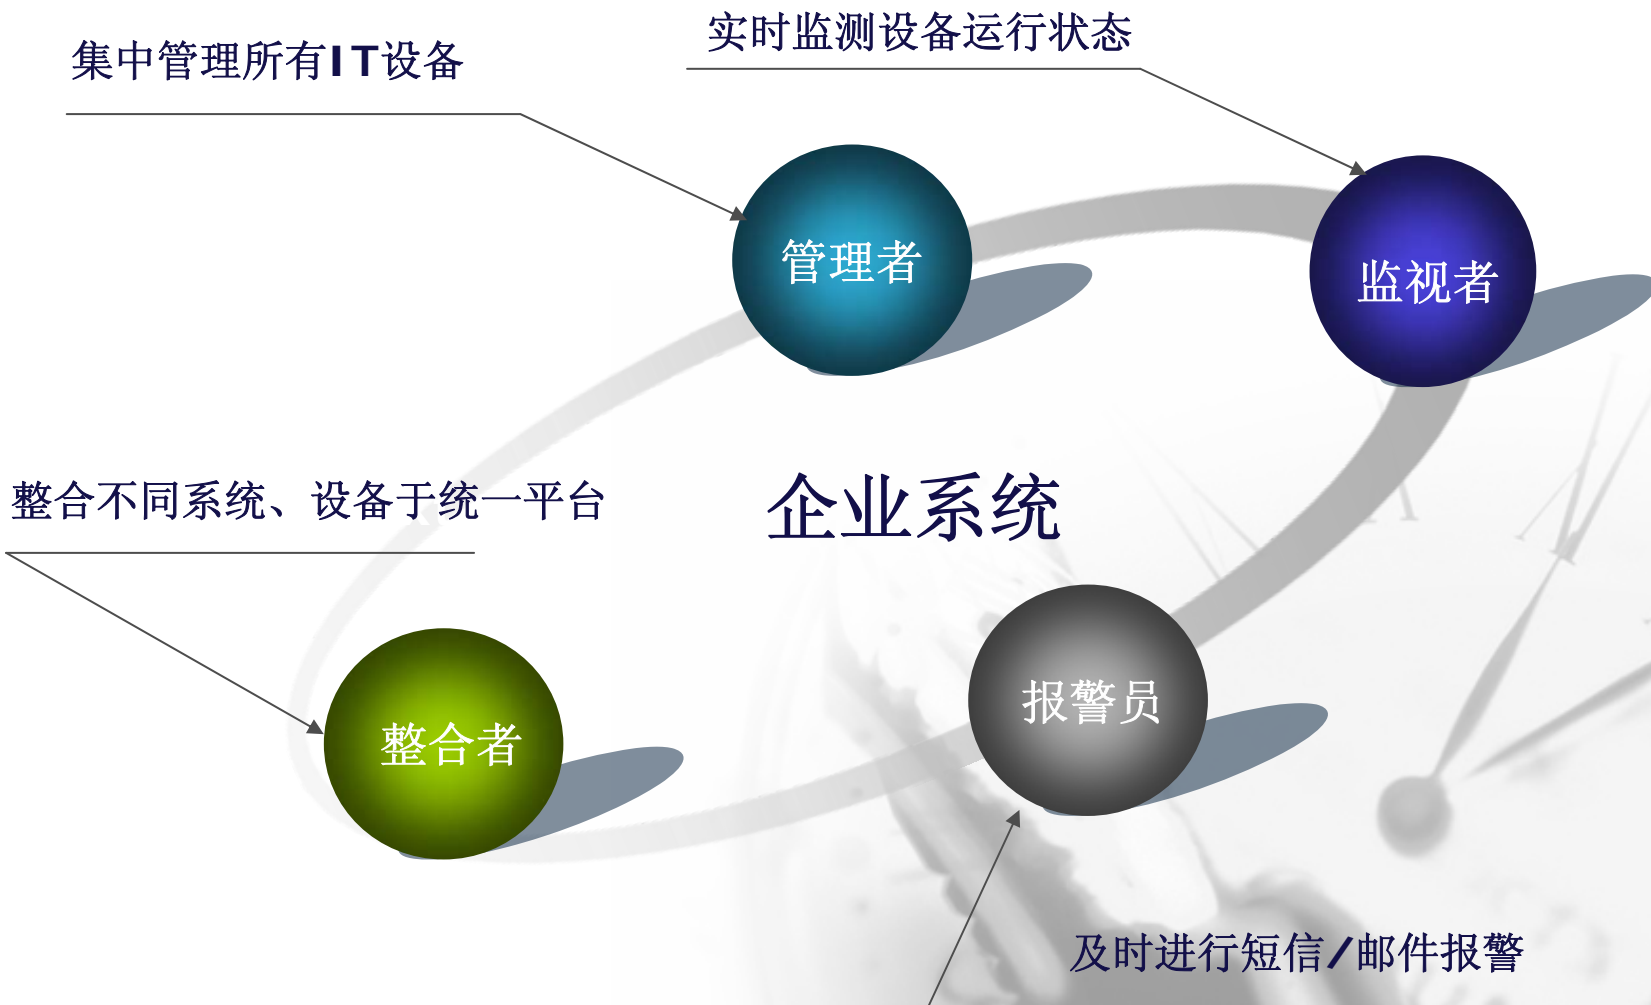 实时监测设备运行状态
集中管理所有IT设备
管理者
监视者
整合不同系统、设备于统一平台
企业系统
报警员
整合者
及时进行短信/邮件报警